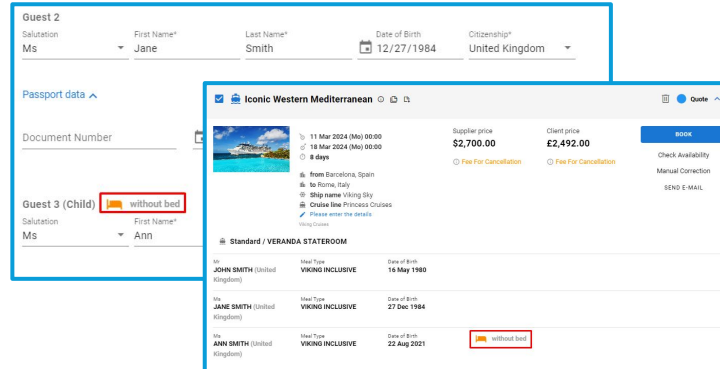 Guest 2
Salutation First Name* Last Name* Date of Birth Citizenship*
Ms Jane Smith 12/27/1984 United Kingdom
Passport data
Document Number
Guest 3 (Child) without bed
Salutation First Name*
Ms Ann
Iconic Western Mediterranean Quote
11 Mar 2024 (Mo) 00:00
18 Mar 2024 (Mo) 00:00
8 days
from Barcelona, Spain
to Rome, Italy
Ship name Viking Sky
Cruise line Princess Cruises
Please enter the details
Viking Cruises
Supplier price Client price
$2,700.00 £2,492.00
Fee For Cancellation Fee For Cancellation
BOOK
Check Availability
Manual Correction
SEND E-MAIL
Standard / VERANDA STATEROOM
Mr Meal Type Date of Birth
JOHN SMITH (United VIKING INCLUSIVE 16 May 1980
Kingdom)
Ms Meal Type Date of Birth
JANE SMITH (United VIKING INCLUSIVE 27 Dec 1984
Kingdom)
Ms Meal Type Date of Birth
ANN SMITH (United VIKING INCLUSIVE 22 Aug 2021 without bed
Kingdom)